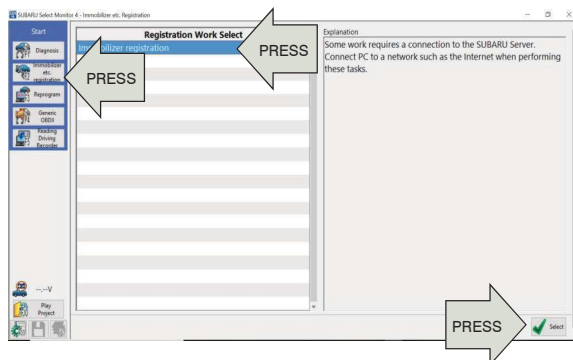 SUBARU Select Monitor 4 - Immobilizer etc. Registration
Start
Diagnosis
Immobilizer
etc.
registration
Reprogram
Generic
OBDII
Reading
Driving
Recorder
--.--V
Play
Project
Registration Work Select
Immobilizer registration
PRESS
PRESS
Explanation
Some work requires a connection to the SUBARU Server.
Connect PC to a network such as the Internet when performing
these tasks.
PRESS
Select